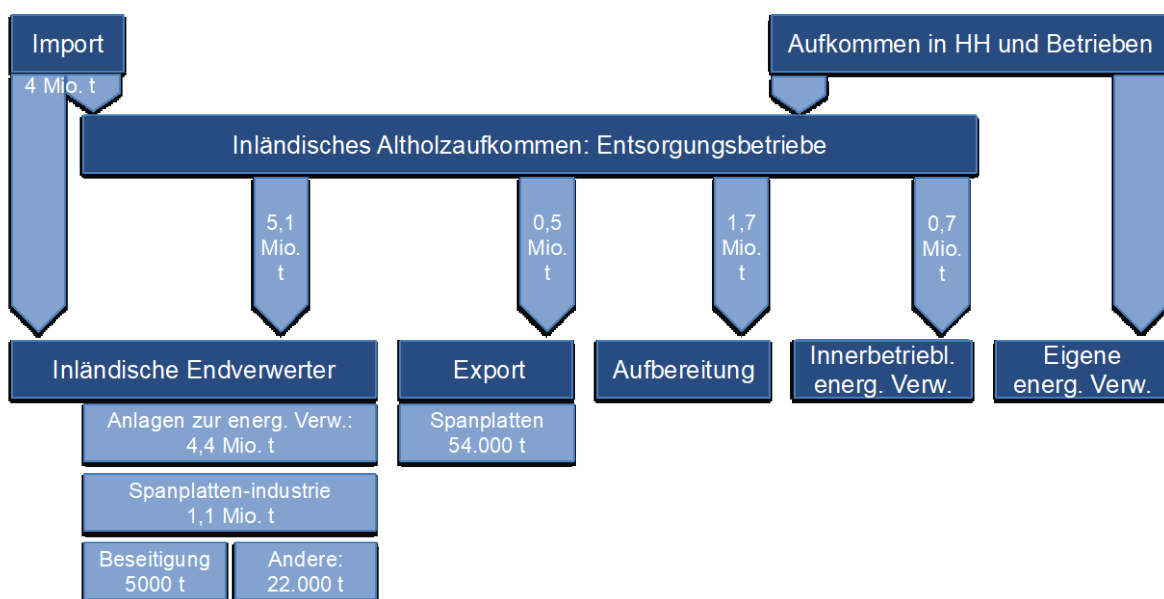 Import
Aufkommen in HH und Betrieben
4 Mio. t
Inländisches Altholzaufkommen: Entsorgungsbetriebe
5,1
Mio.
t
0,5
Mio.
t
1,7
Mio.
t
0,7
Mio.
t
Inländische Endverwerter
Export
Aufbereitung
Innerbetriebl.
energ. Verw.
Eigene
energ. Verw.
Anlagen zur energ. Verw.:
4,4 Mio. t
Spanplatten
54.000 t
Spanplatten-industrie
1,1 Mio. t
Beseitigung
5000 t
Andere:
22.000 t